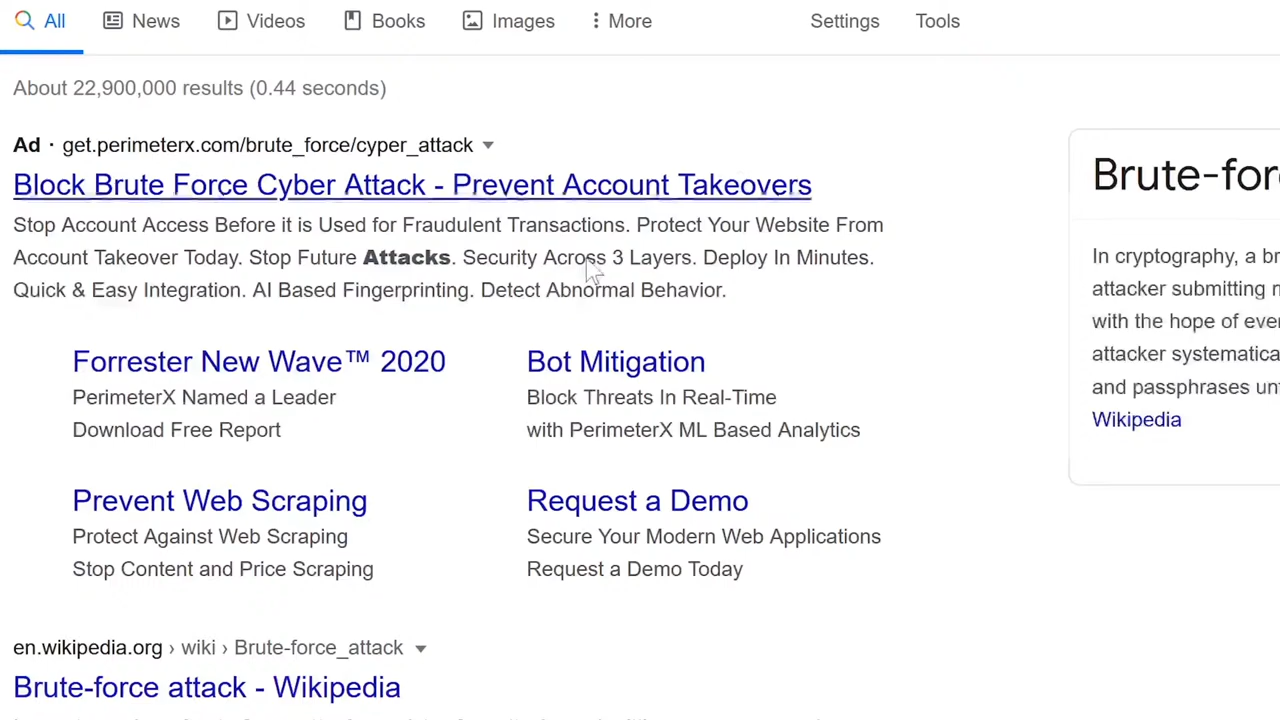 All News Videos Books Images More Settings Tools
About 22,900,000 results (0.44 seconds)
Ad · get.perimeterx.com/brute_force/cyper_attack
Block Brute Force Cyber Attack - Prevent Account Takeovers
Stop Account Access Before it is Used for Fraudulent Transactions. Protect Your Website From
Account Takeover Today. Stop Future Attacks. Security Across 3 Layers. Deploy In Minutes.
Quick & Easy Integration. AI Based Fingerprinting. Detect Abnormal Behavior.
Forrester New Wave™ 2020
PerimeterX Named a Leader
Download Free Report
Bot Mitigation
Block Threats In Real-Time
with PerimeterX ML Based Analytics
Prevent Web Scraping
Protect Against Web Scraping
Stop Content and Price Scraping
Request a Demo
Secure Your Modern Web Applications
Request a Demo Today
en.wikipedia.org › wiki › Brute-force_attack
Brute-force attack - Wikipedia
Brute-for
In cryptography, a br
attacker submitting
with the hope of ever
attacker systematica
and passphrases unt
Wikipedia